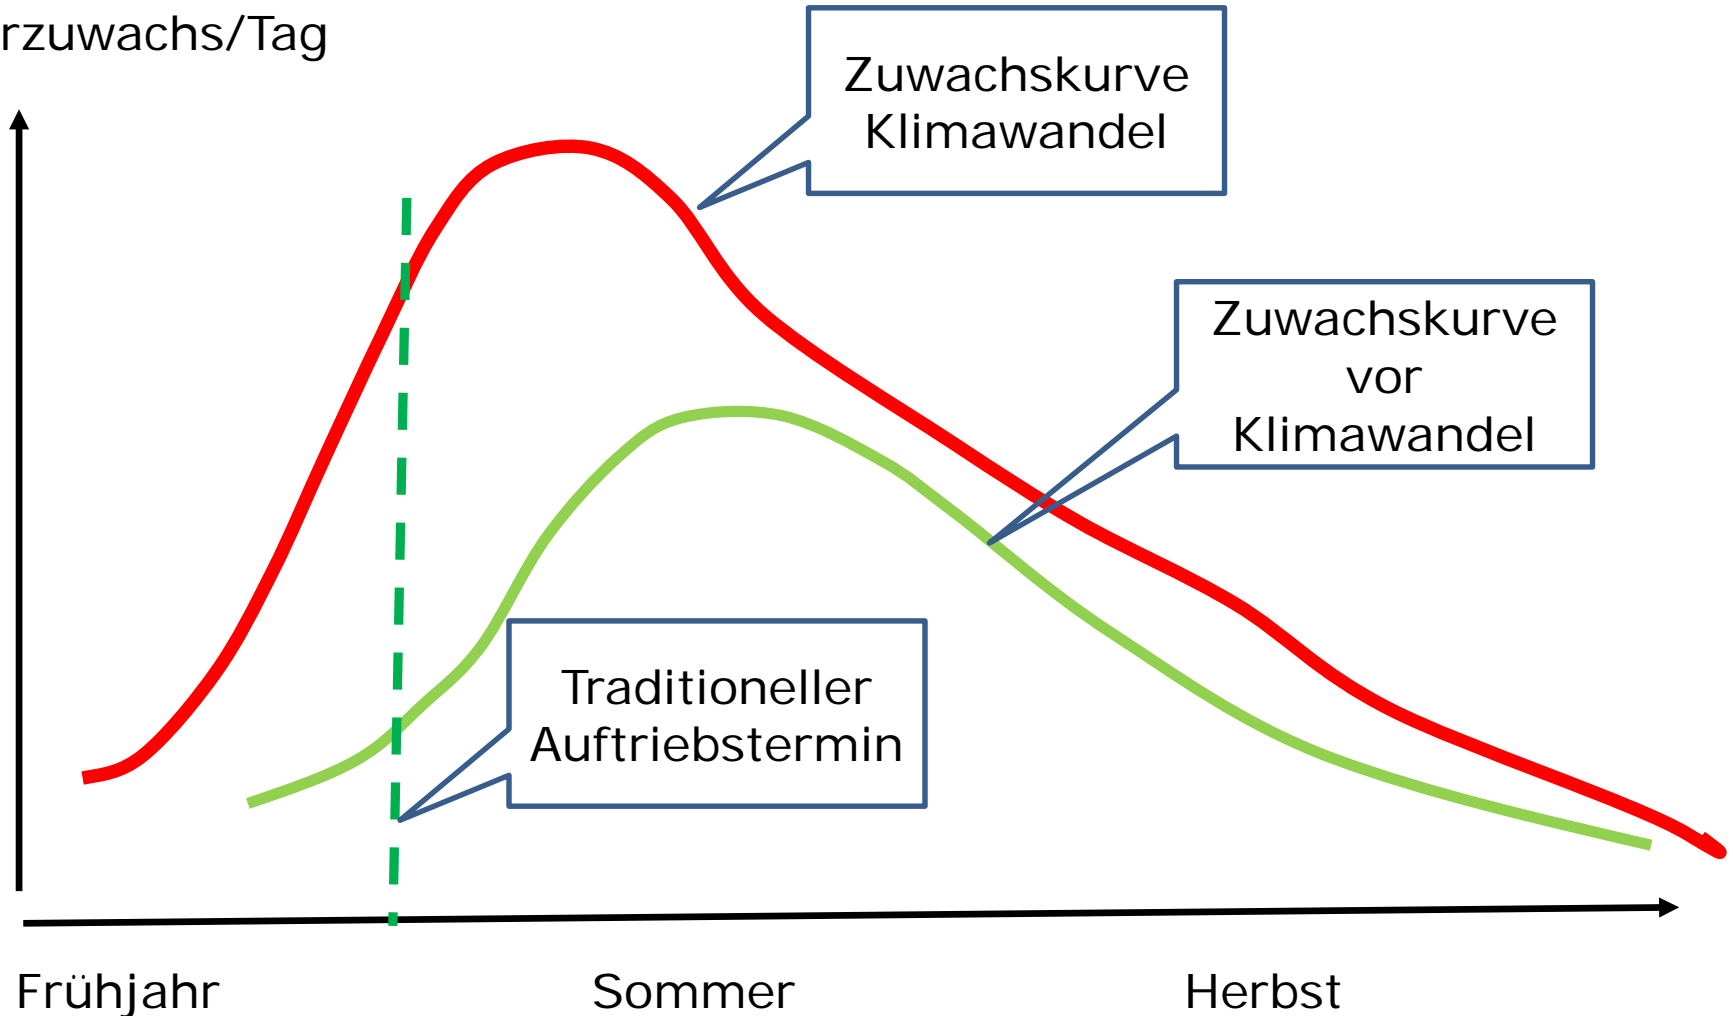 rzuwachs/Tag
Zuwachskurve
Klimawandel
Zuwachskurve
vor
Klimawandel
Traditioneller
Auftriebstermin
Frühjahr
Sommer
Herbst